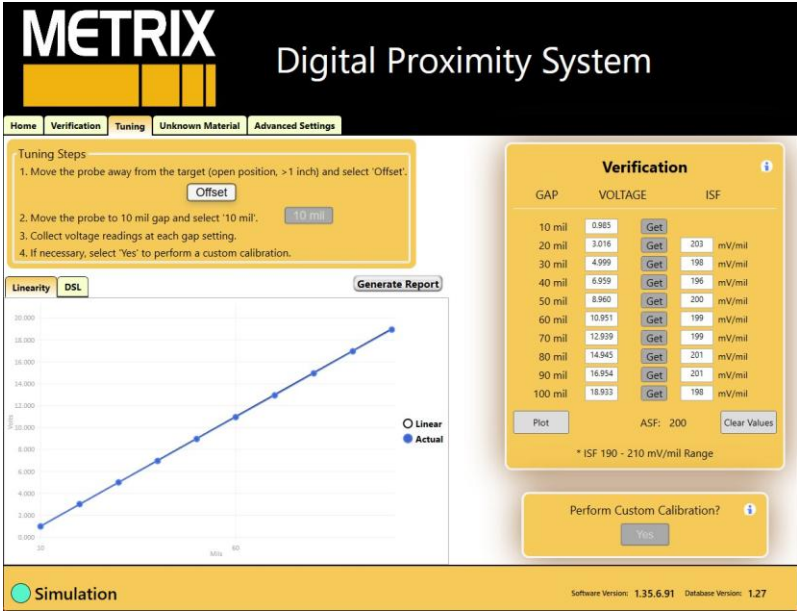 METRIX
Digital Proximity System
Home Verification Tuning Unknown Material Advanced Settings
Tuning Steps
1. Move the probe away from the target (open position, >1 inch) and select 'Offset'.
Offset
2. Move the probe to 10 mil gap and select '10 mil'. 10 mil
3. Collect voltage readings at each gap setting.
4. If necessary, select 'Yes' to perform a custom calibration.
Linearity DSL Generate Report
20.000
18.000
16.000
14.000
12.000
10.000
8.000
6.000
4.000
2.000
0.000
Volts
10 60
Mils
Linear
Actual
Verification
GAP VOLTAGE ISF
10 mil 0.985 Get
20 mil 3.016 Get 203 mV/mil
30 mil 4.999 Get 198 mV/mil
40 mil 6.959 Get 196 mV/mil
50 mil 8.960 Get 200 mV/mil
60 mil 10.951 Get 199 mV/mil
70 mil 12.939 Get 199 mV/mil
80 mil 14.945 Get 201 mV/mil
90 mil 16.954 Get 201 mV/mil
100 mil 18.933 Get 198 mV/mil
Plot ASF: 200 Clear Values
* ISF 190 - 210 mV/mil Range
Perform Custom Calibration?
Yes
Simulation
Software Version: 1.35.6.91 Database Version: 1.27